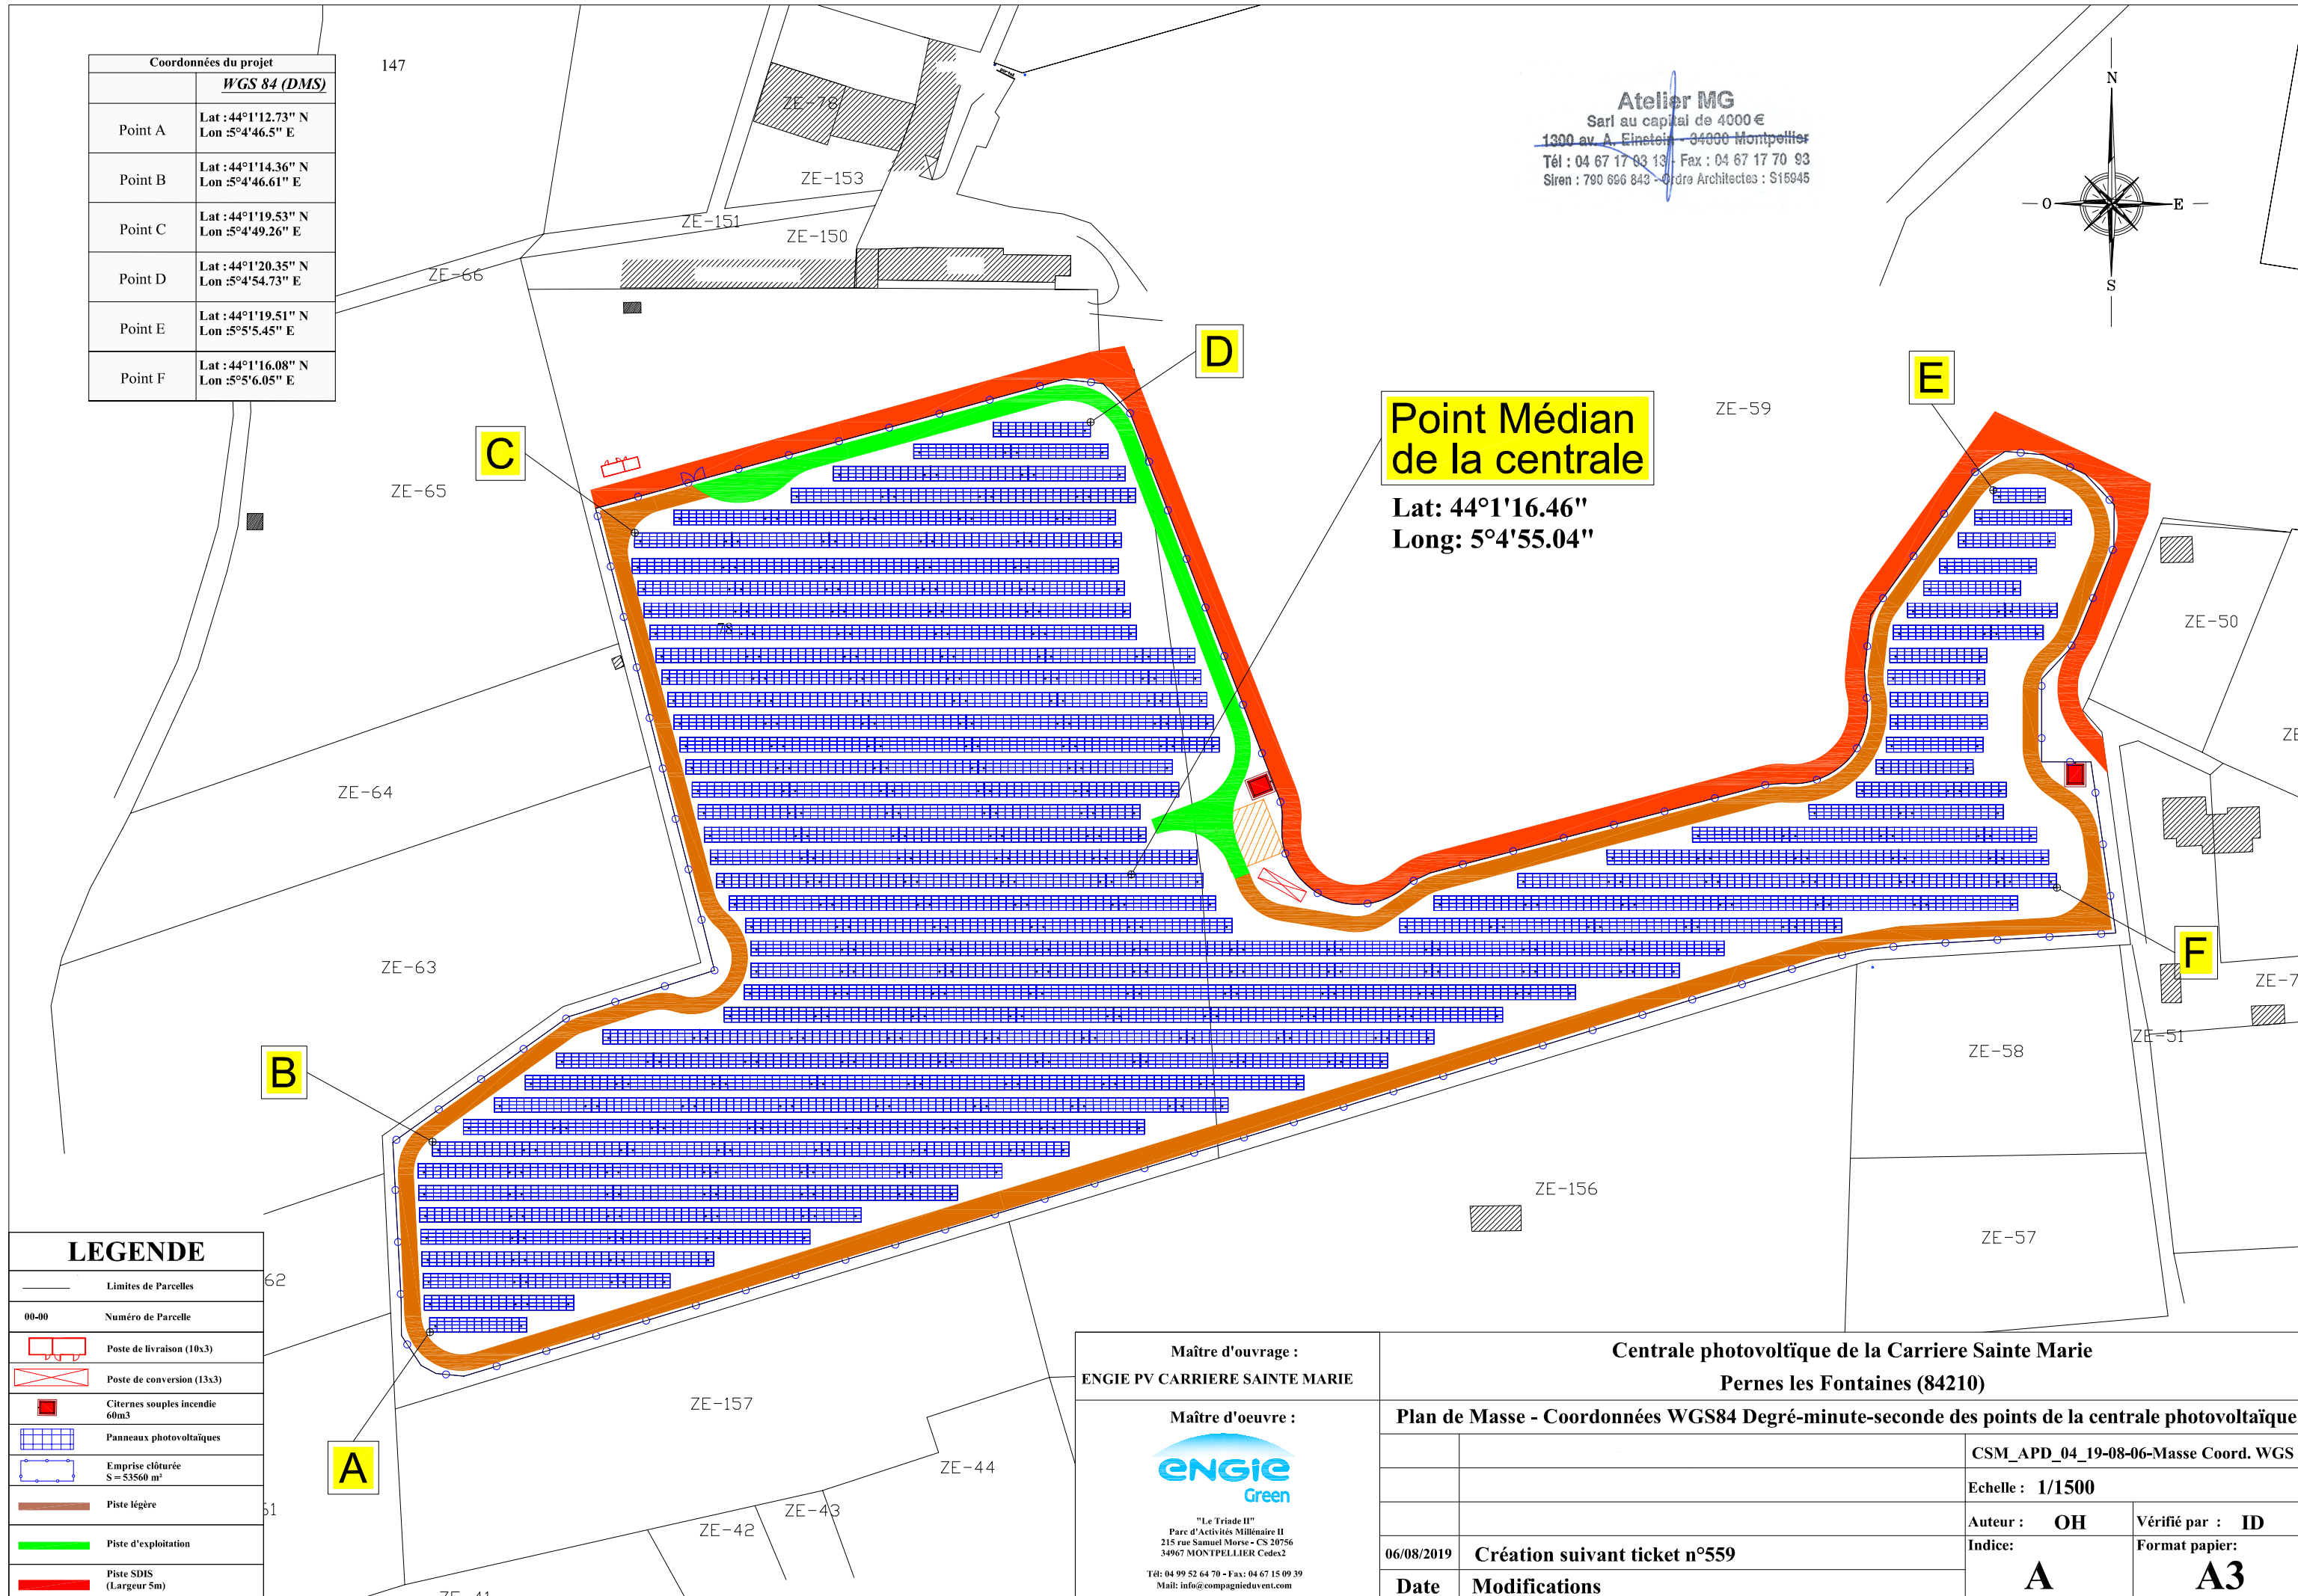 Coordonnées du projet
WGS 84 (DMS)
Point A
Lat : 44°1'12.73" N
Lon :5°4'46.5" E
Point B
Lat : 44°1'14.36" N
Lon :5°4'46.61" E
Point C
Lat : 44°1'19.53" N
Lon :5°4'49.26" E
Point D
Lat : 44°1'20.35" N
Lon :5°4'54.73" E
Point E
Lat : 44°1'19.51" N
Lon :5°5'5.45" E
Point F
Lat : 44°1'16.08" N
Lon :5°5'6.05" E
147
ZE-78
ZE-153
ZE-151
ZE-150
ZE-66
Atelier MG
Sarl au capital de 4000 €
1300 av. A. Einstein - 34000 Montpellier
Tél : 04 67 17 03 13 - Fax : 04 67 17 70 93
Siren : 790 696 843 - Ordre Architectes : S15945
N
O
E
S
D
E
C
Point Médian
de la centrale
Lat: 44°1'16.46"
Long: 5°4'55.04"
ZE-59
ZE-65
78
ZE-50
ZE
ZE-64
ZE-63
F
ZE-7
ZE-51
ZE-58
B
ZE-156
ZE-57
62
ZE-157
A
ZE-44
ZE-43
ZE-42
ZE-41
61
LEGENDE
Limites de Parcelles
00-00 Numéro de Parcelle
Poste de livraison (10x3)
Poste de conversion (13x3)
Citernes souples incendie
60m3
Panneaux photovoltaïques
Emprise clôturée
S = 53560 m²
Piste légère
Piste d'exploitation
Piste SDIS
(Largeur 5m)
Maître d'ouvrage :
ENGIE PV CARRIERE SAINTE MARIE
Maître d'oeuvre :
ENGIE
Green
"Le Triade II"
Parc d'Activités Millénaire II
215 rue Samuel Morse - CS 20756
34967 MONTPELLIER Cedex2
Tél: 04 99 52 64 70 - Fax: 04 67 15 09 39
Mail: info@compagnieduvent.com
Centrale photovoltïque de la Carriere Sainte Marie
Pernes les Fontaines (84210)
Plan de Masse - Coordonnées WGS84 Degré-minute-seconde des points de la centrale photovoltaïque
CSM_APD_04_19-08-06-Masse Coord. WGS
Echelle : 1/1500
Auteur : OH
Vérifié par : ID
06/08/2019 Création suivant ticket n°559
Date Modifications
Indice:
A
Format papier:
A3